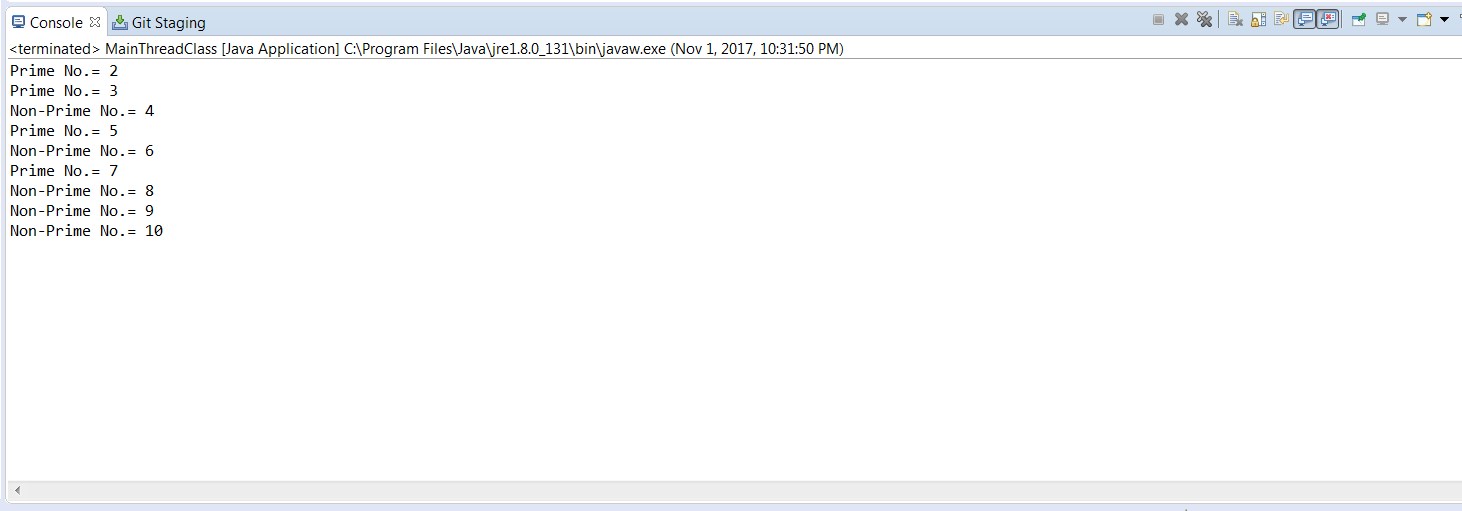 Console Git Staging
<terminated> MainThreadClass [Java Application] C:\Program Files\Java\jre1.8.0_131\bin\javaw.exe (Nov 1, 2017, 10:31:50 PM)
Prime No.= 2
Prime No.= 3
Non-Prime No.= 4
Prime No.= 5
Non-Prime No.= 6
Prime No.= 7
Non-Prime No.= 8
Non-Prime No.= 9
Non-Prime No.= 10